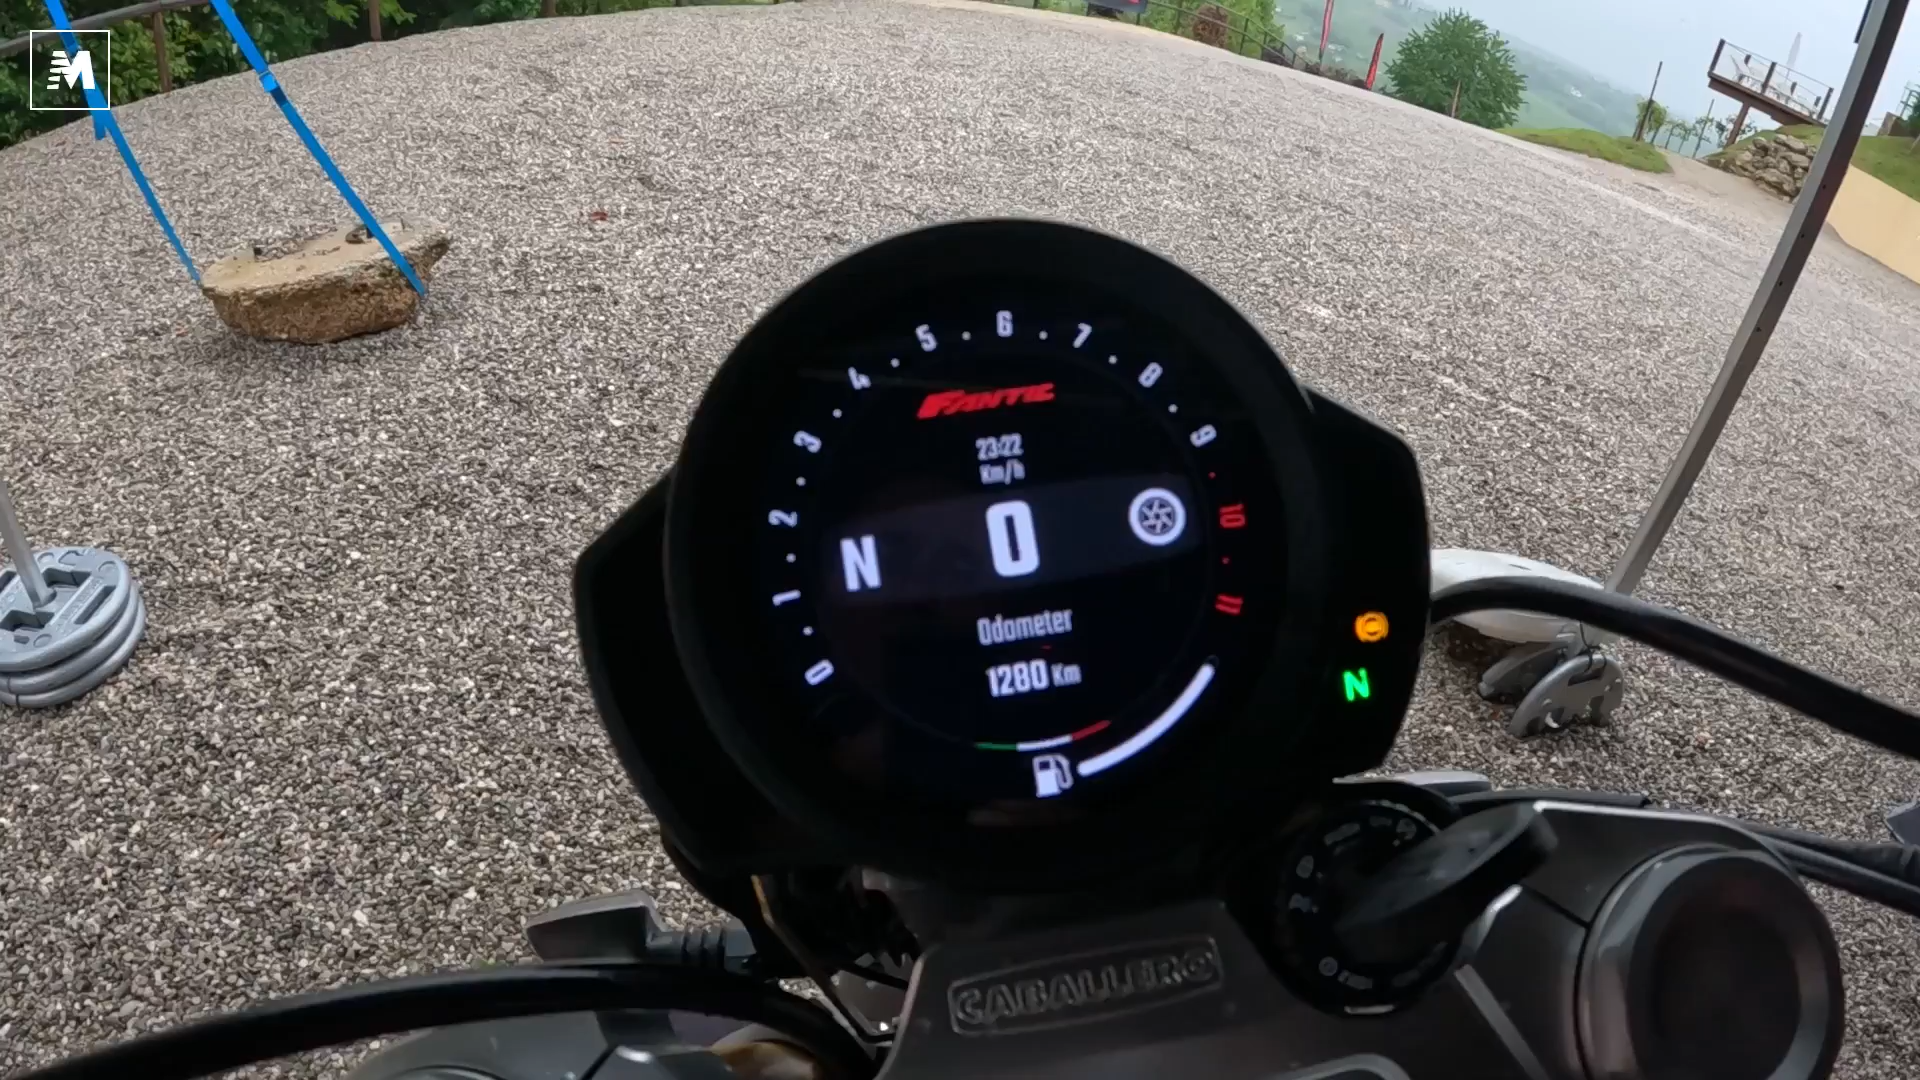 M
5 6 7
4 8
FANTIC
3 9
23:22
Km/h
2 10
N 0
1 11
Odometer
0
1280 Km
N
CABALLERO